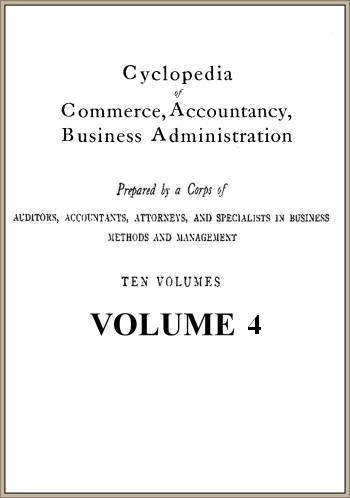 Cyclopedia
of
Commerce, Accountancy,
Business Administration
Prepared by a Corps of
AUDITORS, ACCOUNTANTS, ATTORNEYS, AND SPECIALISTS IN BUSINESS
METHODS AND MANAGEMENT
TEN VOLUMES
VOLUME 4